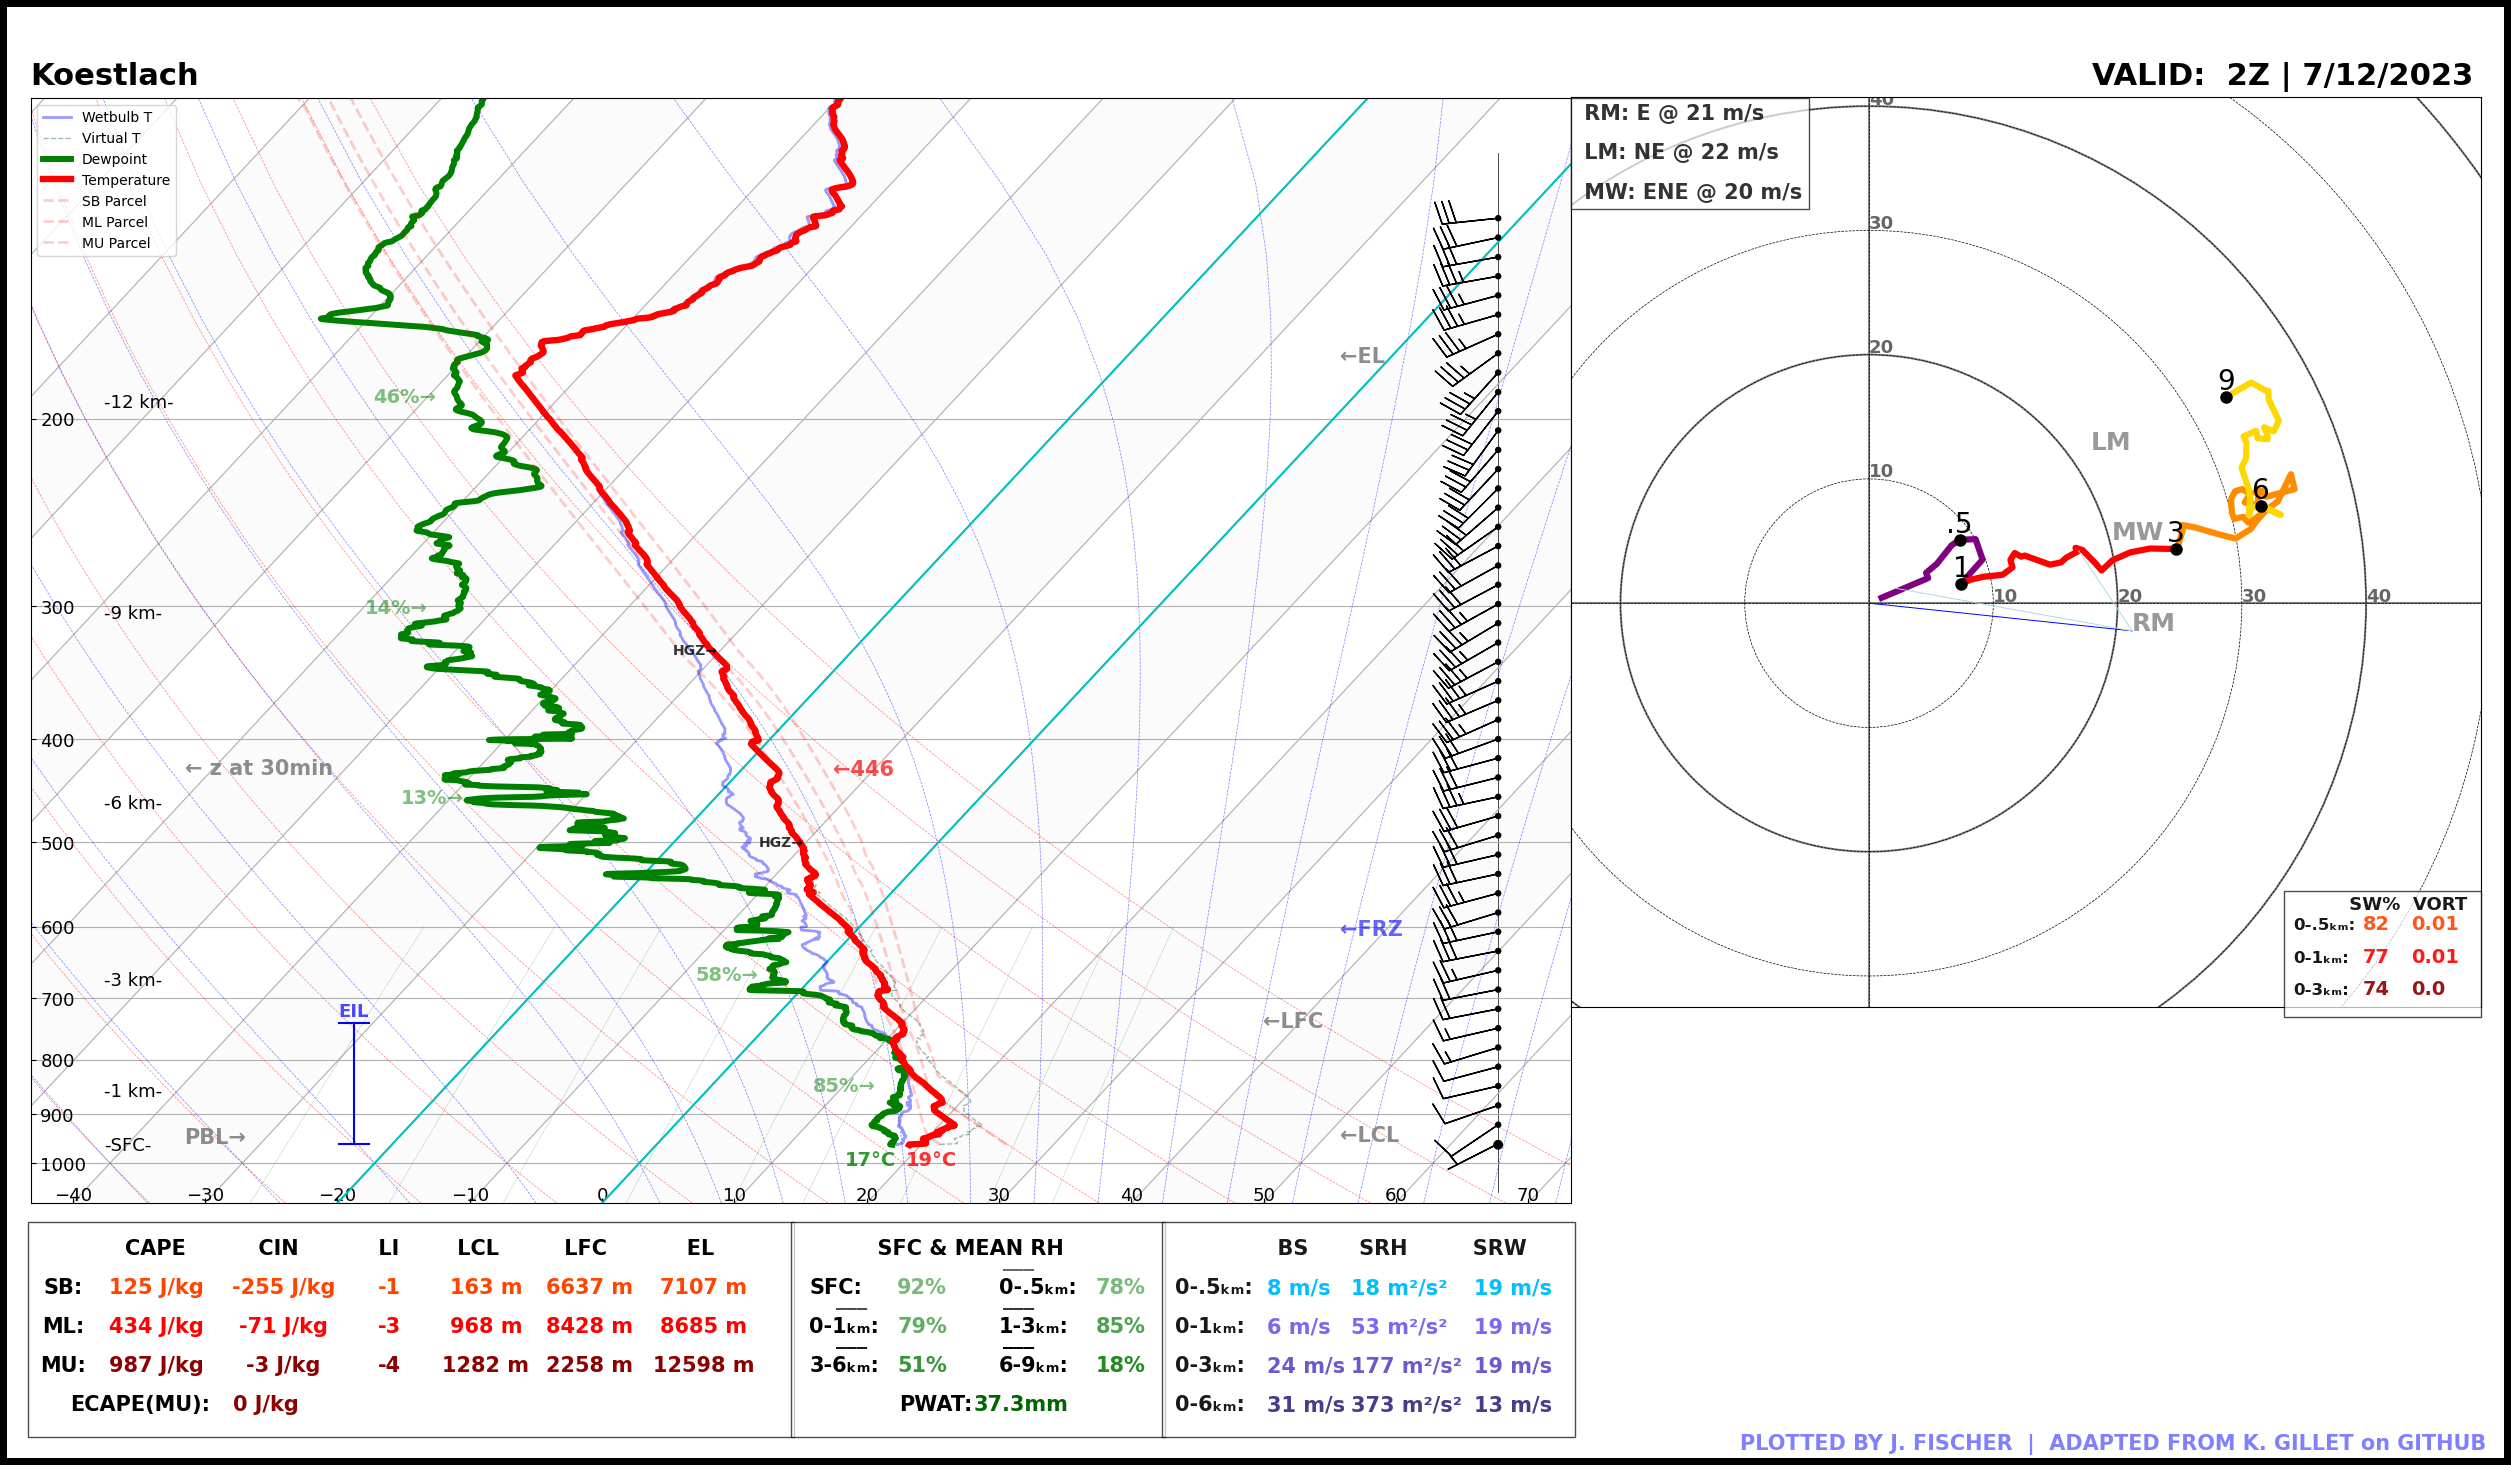 Koestlach
VALID:  2Z | 7/12/2023
Wetbulb T
Virtual T
Dewpoint
Temperature
SB Parcel
ML Parcel
MU Parcel
←EL
46%→
-12 km-
200
14%→
-9 km-
300
HGZ→
400
← z at 30min
←446
13%→
-6 km-
HGZ→
500
600
←FRZ
58%→
-3 km-
700
EIL
←LFC
800
85%→
-1 km-
900
PBL→
-SFC-
←LCL
1000
17°C 19°C
−40 −30 −20 −10 0 10 20 30 40 50 60 70
RM: E @ 21 m/s
LM: NE @ 22 m/s
MW: ENE @ 20 m/s
40
30
20
10
9
LM
6
.5
MW
3
1
10 20 30 40
RM
SW% VORT
0-.5ₖₘ: 82 0.01
0-1ₖₘ: 77 0.01
0-3ₖₘ: 74 0.0
CAPE CIN LI LCL LFC EL
SB: 125 J/kg -255 J/kg -1 163 m 6637 m 7107 m
ML: 434 J/kg -71 J/kg -3 968 m 8428 m 8685 m
MU: 987 J/kg -3 J/kg -4 1282 m 2258 m 12598 m
ECAPE(MU): 0 J/kg
SFC & MEAN RH
SFC: 92% 0-.5ₖₘ: 78%
0-1ₖₘ: 79% 1-3ₖₘ: 85%
3-6ₖₘ: 51% 6-9ₖₘ: 18%
PWAT: 37.3mm
BS SRH SRW
0-.5ₖₘ: 8 m/s 18 m²/s² 19 m/s
0-1ₖₘ: 6 m/s 53 m²/s² 19 m/s
0-3ₖₘ: 24 m/s 177 m²/s² 19 m/s
0-6ₖₘ: 31 m/s 373 m²/s² 13 m/s
PLOTTED BY J. FISCHER  |  ADAPTED FROM K. GILLET on GITHUB